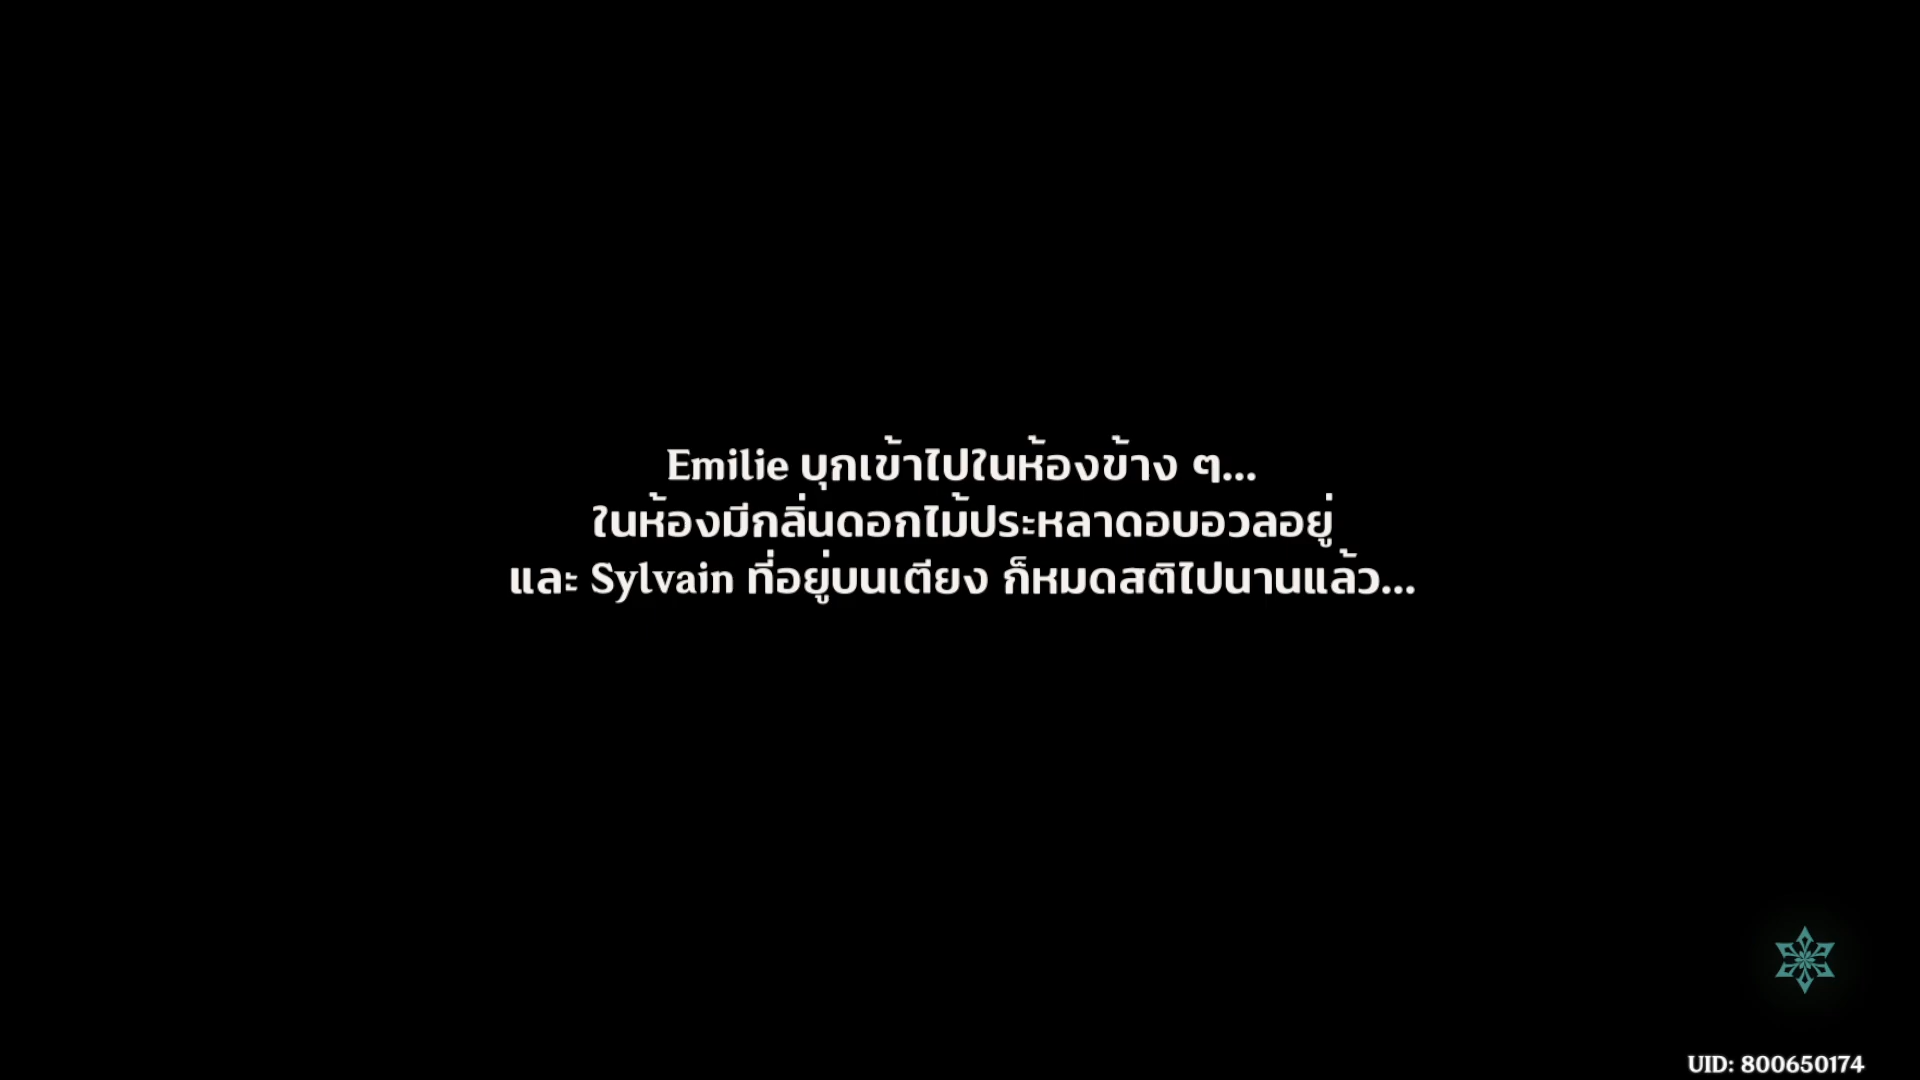 Emilie บุกเข้าไปในห้องข้าง ๆ...
ในห้องมีกลิ่นดอกไม้ประหลาดอบอวลอยู่
และ Sylvain ที่อยู่บนเตียง ก็หมดสติไปนานแล้ว...
UID: 800650174